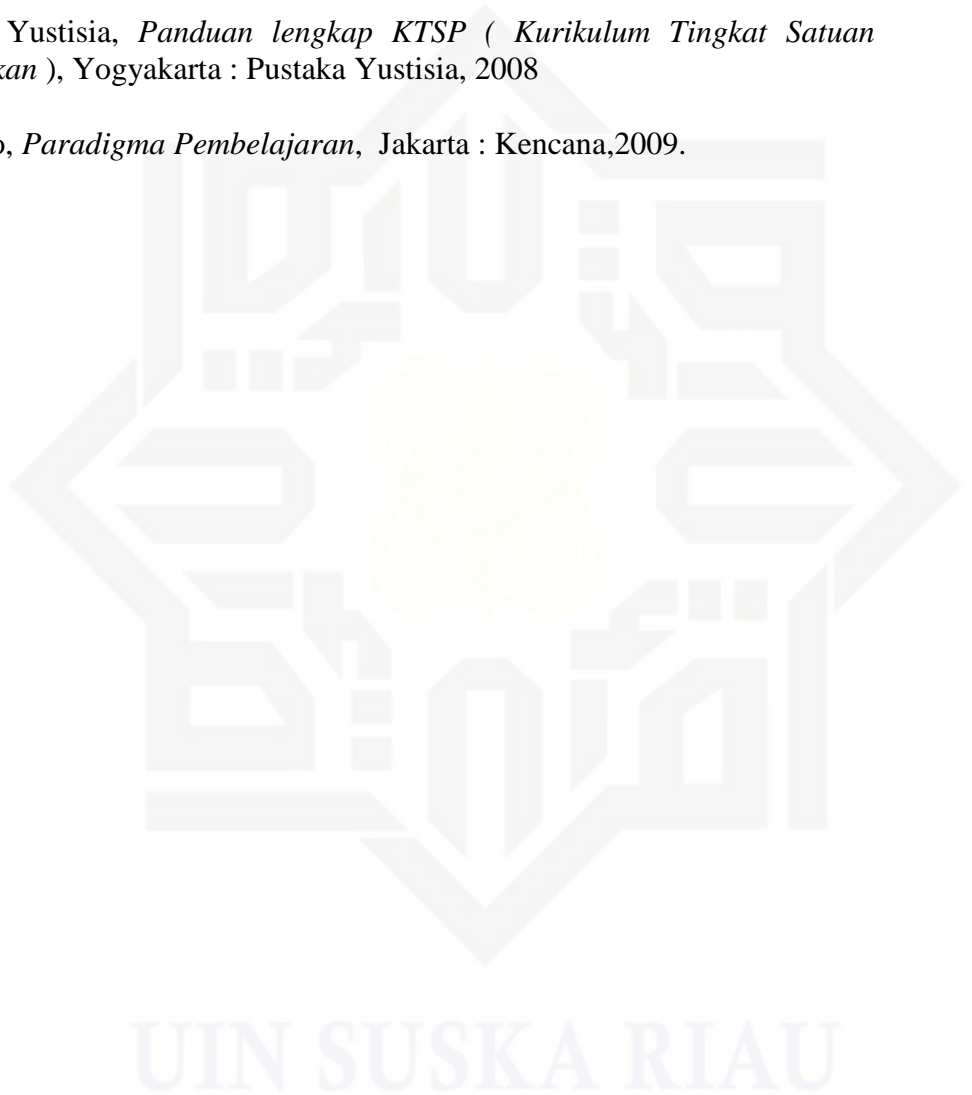 Yustisia, Panduan lengkap KTSP ( Kurikulum Tingkat Satuan
kan ), Yogyakarta : Pustaka Yustisia, 2008
o, Paradigma Pembelajaran, Jakarta : Kencana,2009.
UIN SUSKA RIAU